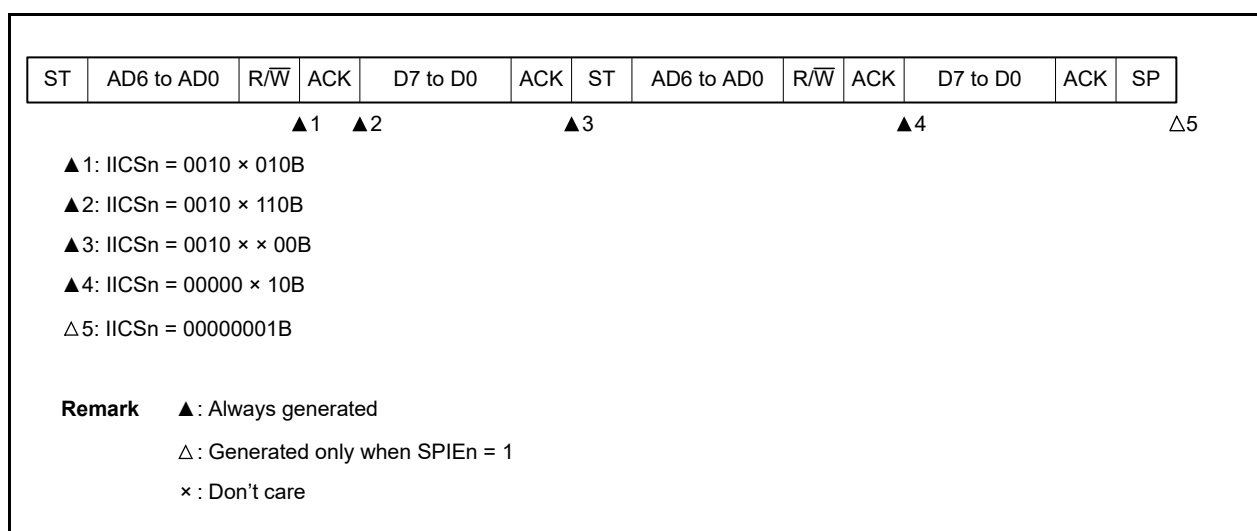 ST AD6 to AD0 R/W̅ ACK D7 to D0 ACK ST AD6 to AD0 R/W̅ ACK D7 to D0 ACK SP
▲1 ▲2 ▲3 ▲4 △5
▲1: IICSn = 0010 × 010B
▲2: IICSn = 0010 × 110B
▲3: IICSn = 0010 × × 00B
▲4: IICSn = 00000 × 10B
△5: IICSn = 00000001B
Remark ▲: Always generated
△: Generated only when SPIEn = 1
×: Don't care